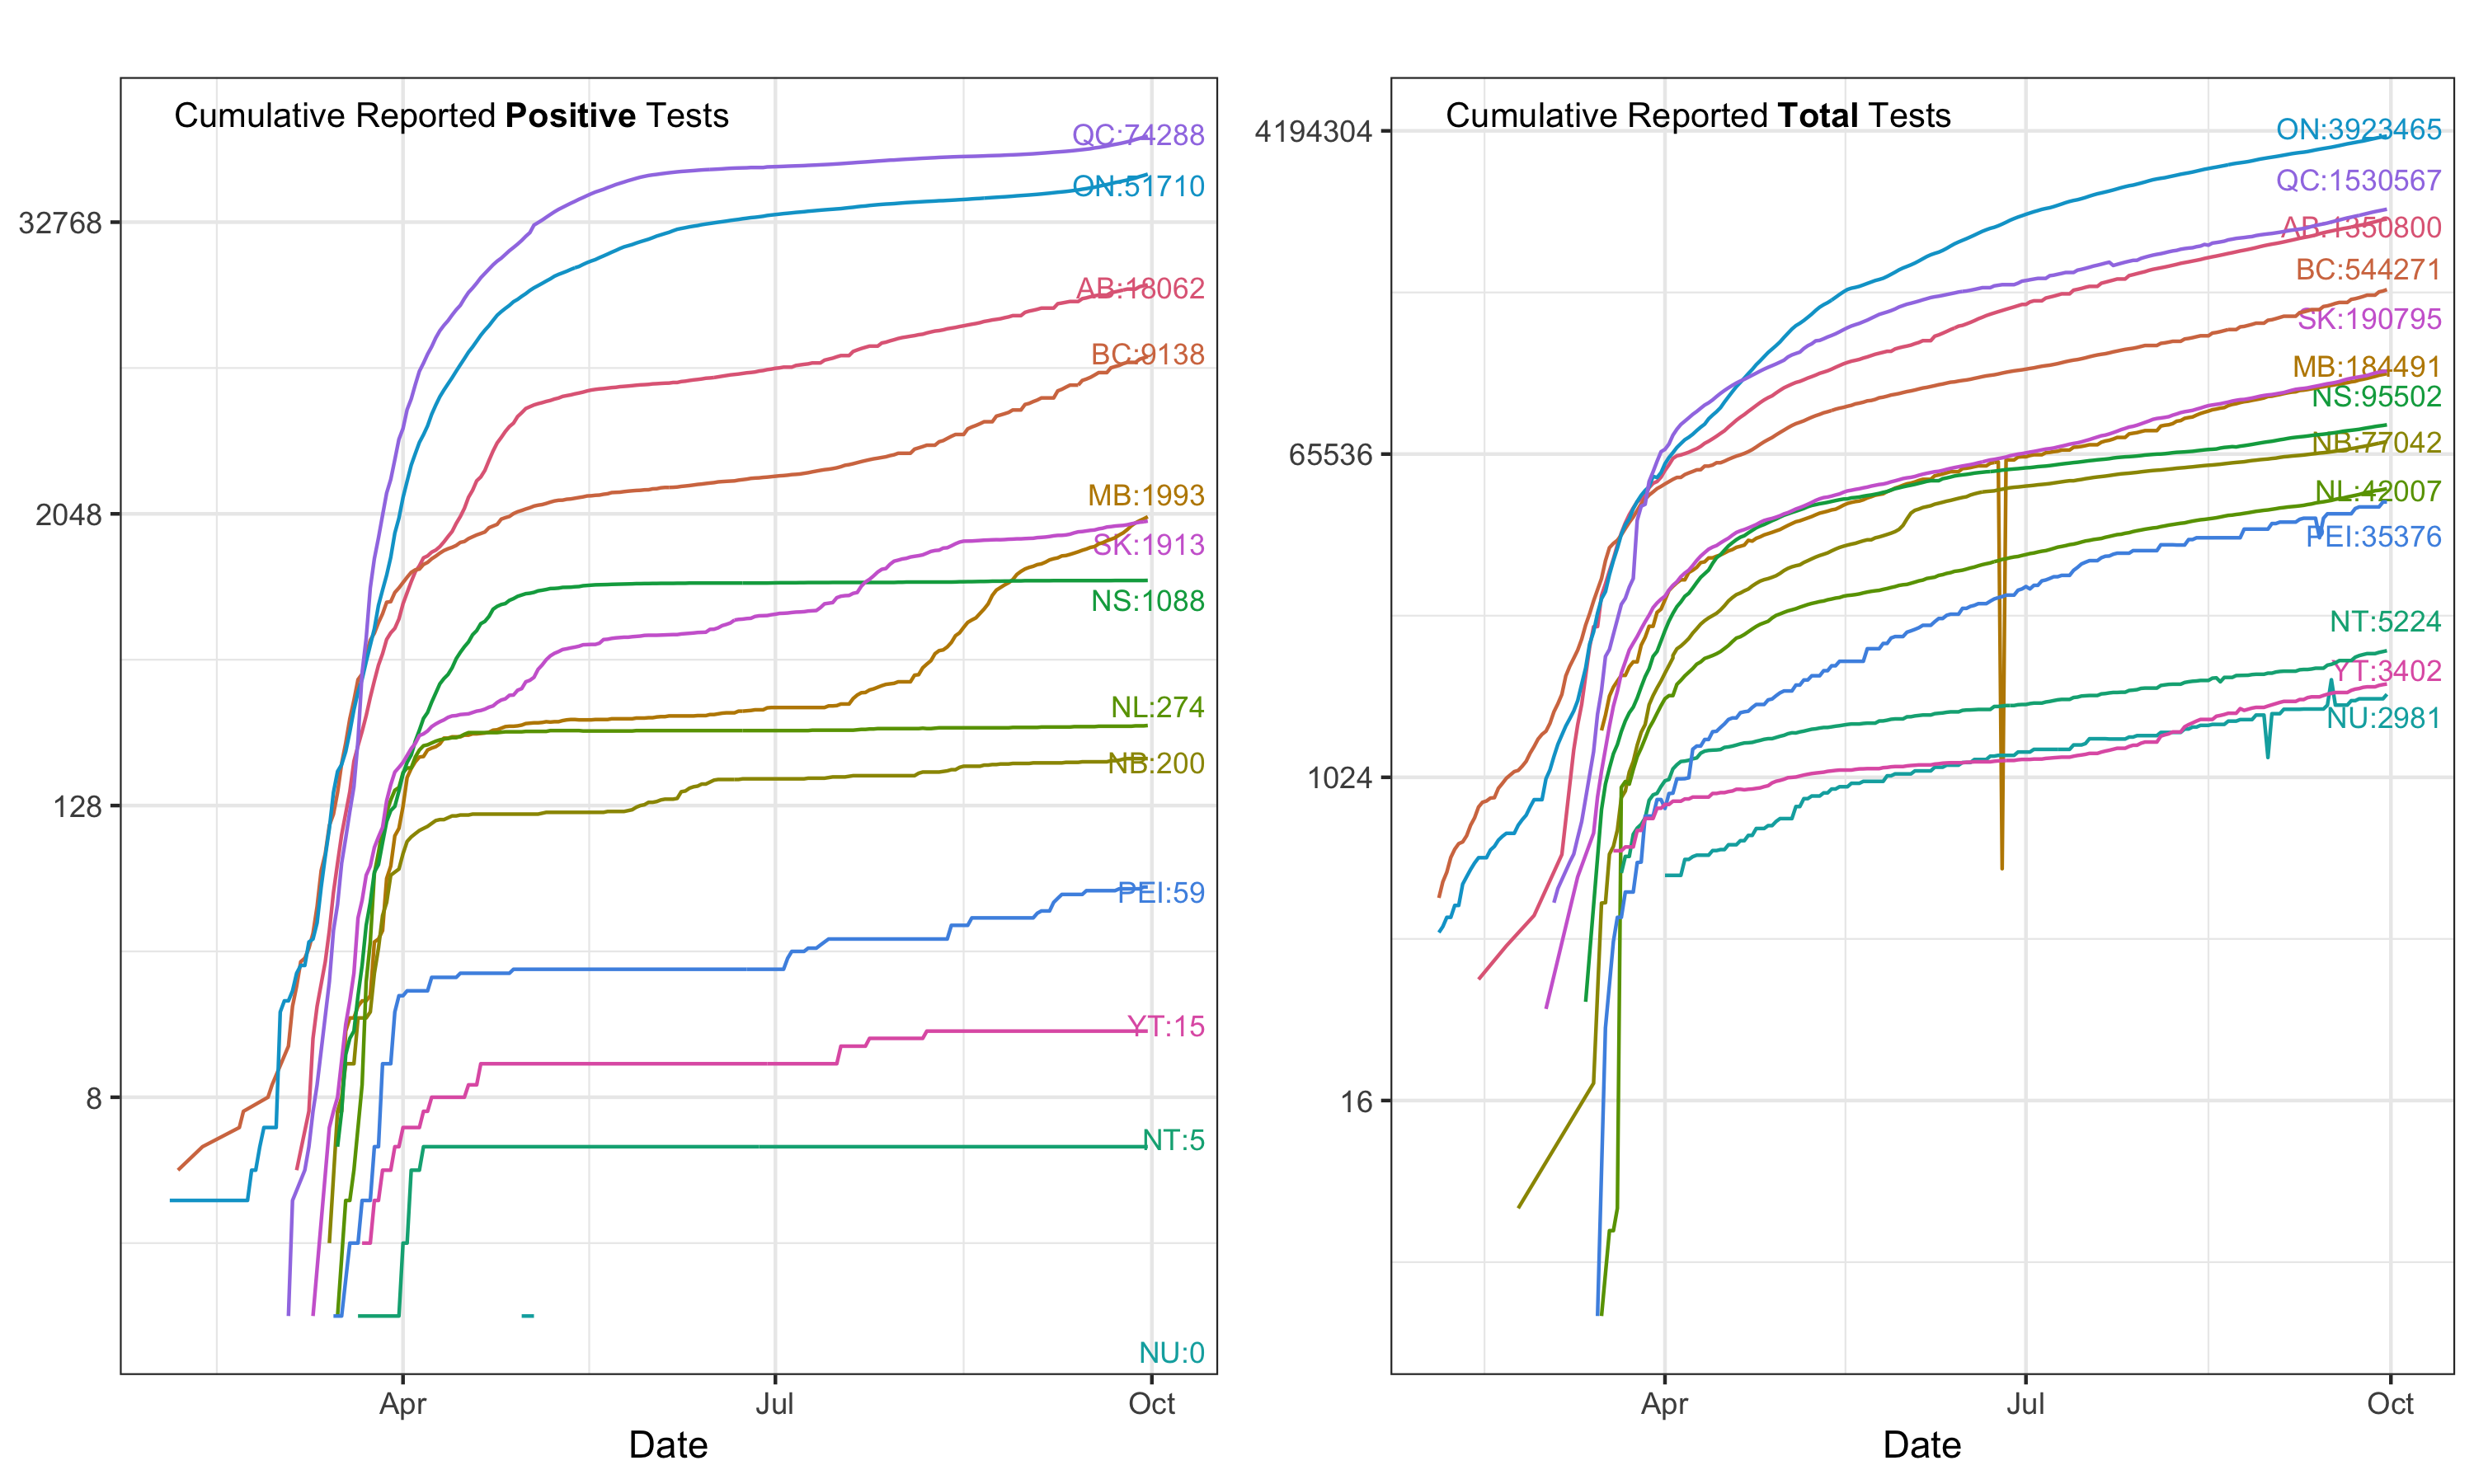 Cumulative Reported Positive Tests
QC:74288
ON:51710
32768
AB:18062
BC:9138
MB:1993
2048
SK:1913
NS:1088
NL:274
NB:200
128
PEI:59
YT:15
8
NT:5
NU:0
Apr
Jul
Oct
Date
Cumulative Reported Total Tests
4194304
ON:3923465
QC:1530567
AB:1350800
BC:544271
SK:190795
MB:184491
NS:95502
NB:77042
65536
NL:42007
PEI:35376
NT:5224
YT:3402
NU:2981
1024
16
Apr
Jul
Oct
Date